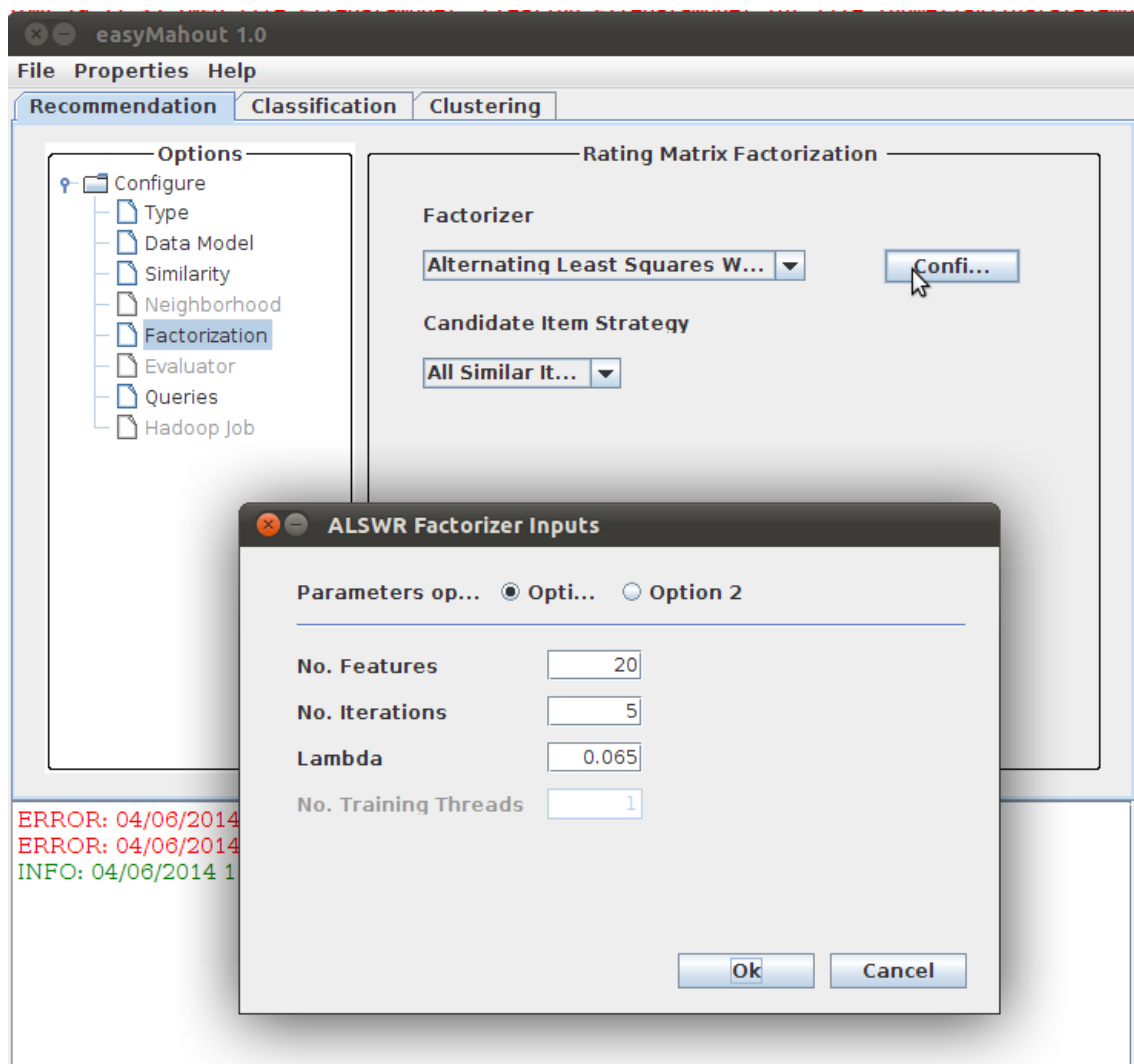 easyMahout 1.0
File Properties Help
Recommendation Classification Clustering
Options
Configure
Type
Data Model
Similarity
Neighborhood
Factorization
Evaluator
Queries
Hadoop Job
Rating Matrix Factorization
Factorizer
Alternating Least Squares W... Confi...
Candidate Item Strategy
All Similar It...
ALSWR Factorizer Inputs
Parameters op... Opti... Option 2
No. Features 20
No. Iterations 5
Lambda 0.065
No. Training Threads 1
Ok Cancel
ERROR: 04/06/2014
ERROR: 04/06/2014
INFO: 04/06/2014 1